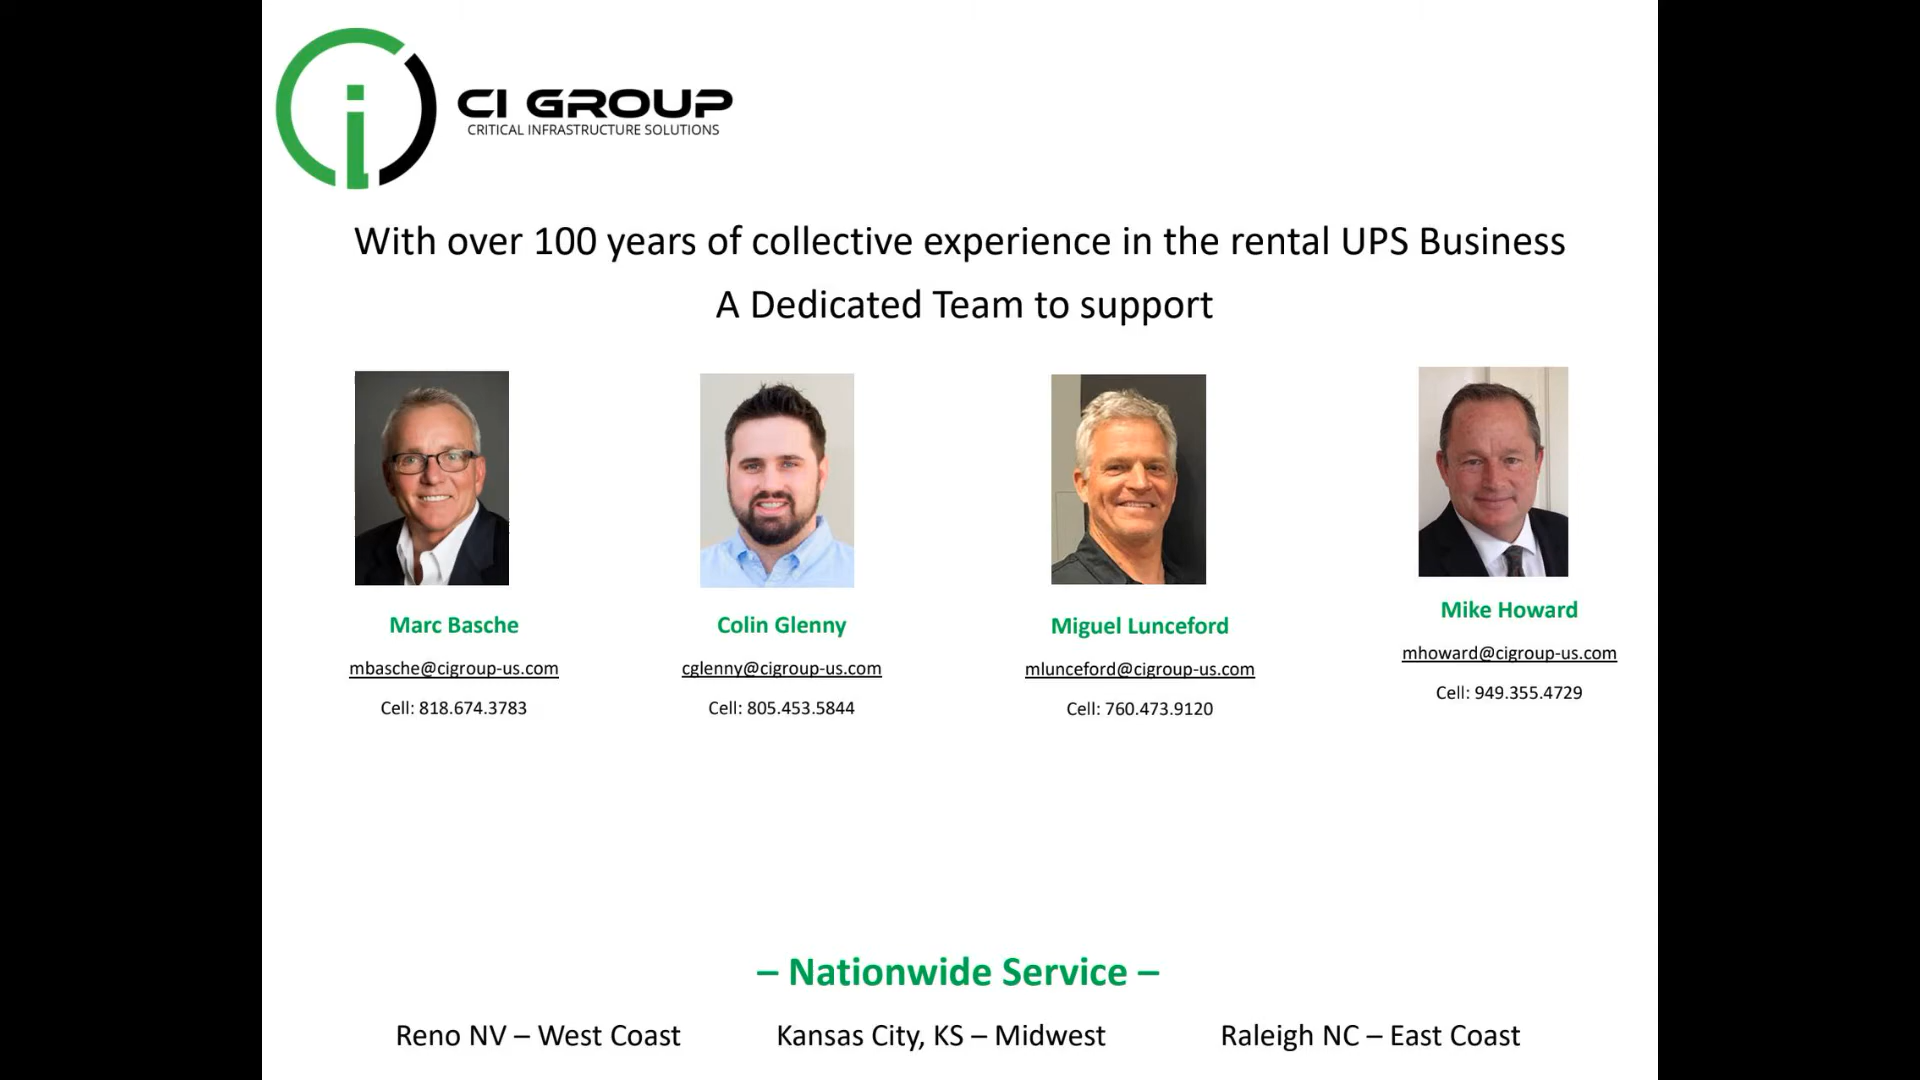 CI GROUP
CRITICAL INFRASTRUCTURE SOLUTIONS
With over 100 years of collective experience in the rental UPS Business
A Dedicated Team to support
Marc Basche
mbasche@cigroup-us.com
Cell: 818.674.3783
Colin Glenny
cglenny@cigroup-us.com
Cell: 805.453.5844
Miguel Lunceford
mlunceford@cigroup-us.com
Cell: 760.473.9120
Mike Howard
mhoward@cigroup-us.com
Cell: 949.355.4729
– Nationwide Service –
Reno NV – West Coast
Kansas City, KS – Midwest
Raleigh NC – East Coast